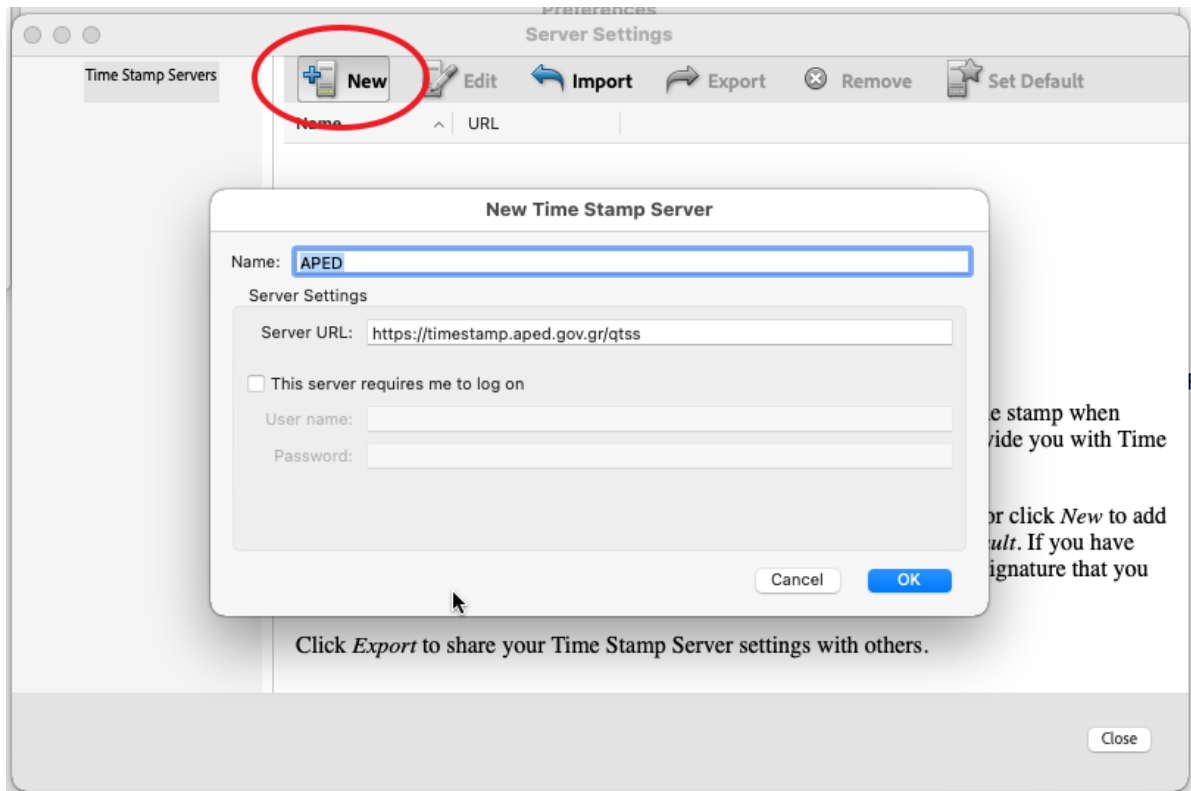 Preferences
Server Settings
Time Stamp Servers
New Edit Import Export Remove Set Default
Name URL
New Time Stamp Server
Name: APED
Server Settings
Server URL: https://timestamp.aped.gov.gr/qtss
This server requires me to log on
User name:
Password:
stamp when
vide you with Time
or click New to add
ult. If you have
ignature that you
Cancel OK
Click Export to share your Time Stamp Server settings with others.
Close